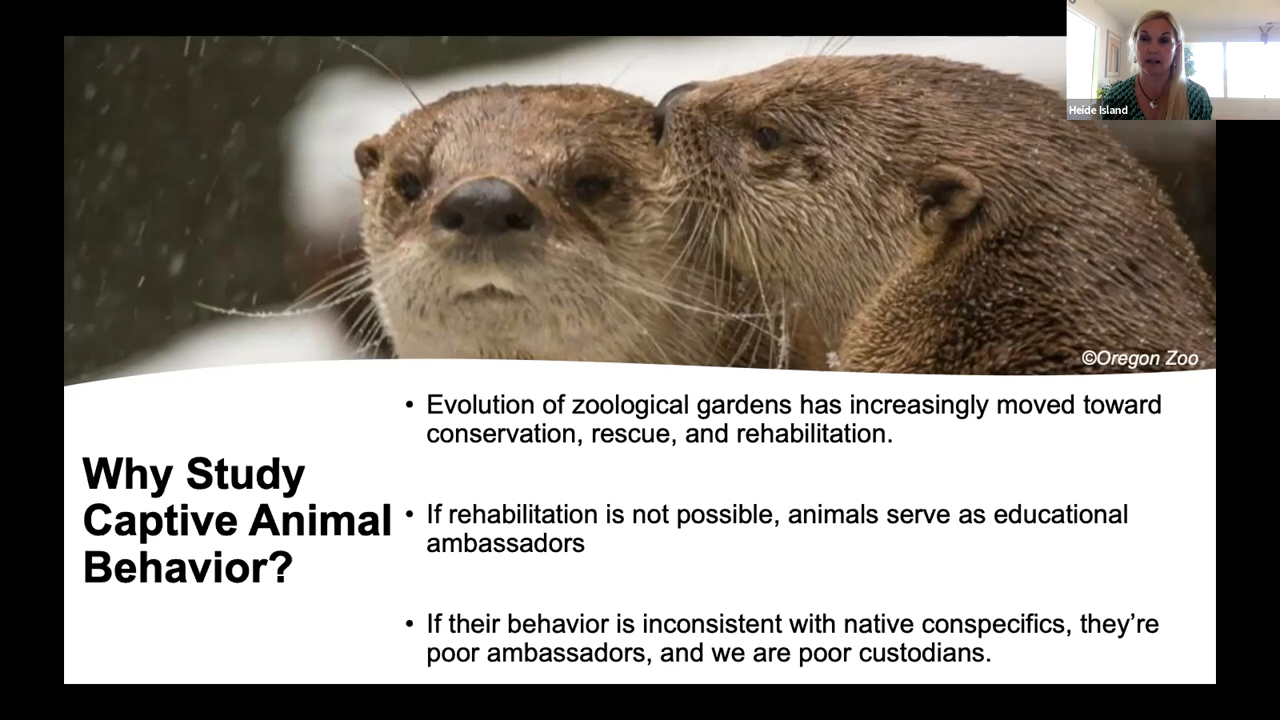 Heide Island
©Oregon Zoo
Why Study
Captive Animal
Behavior?
• Evolution of zoological gardens has increasingly moved toward
conservation, rescue, and rehabilitation.
• If rehabilitation is not possible, animals serve as educational
ambassadors
• If their behavior is inconsistent with native conspecifics, they’re
poor ambassadors, and we are poor custodians.